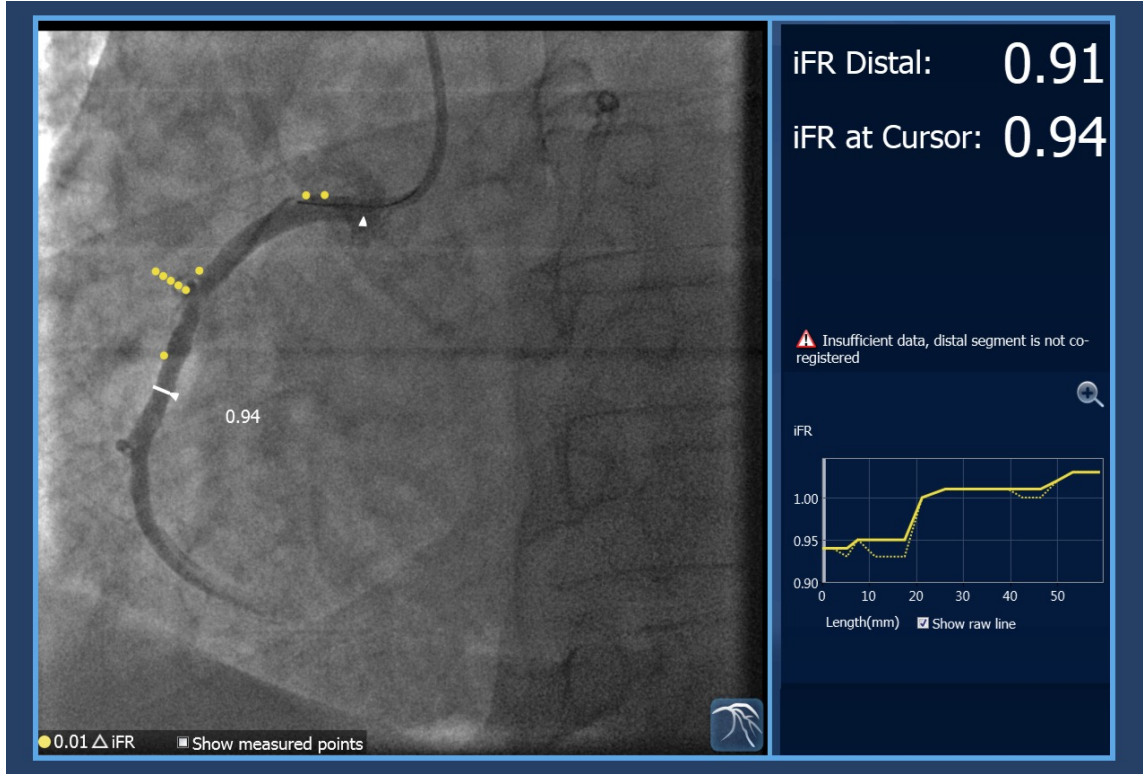 iFR Distal: 0.91
iFR at Cursor: 0.94
0.94
Insufficient data, distal segment is not co-
registered
iFR
1.00
0.95
0.90
0 10 20 30 40 50
Length(mm) Show raw line
0.01 △ iFR Show measured points